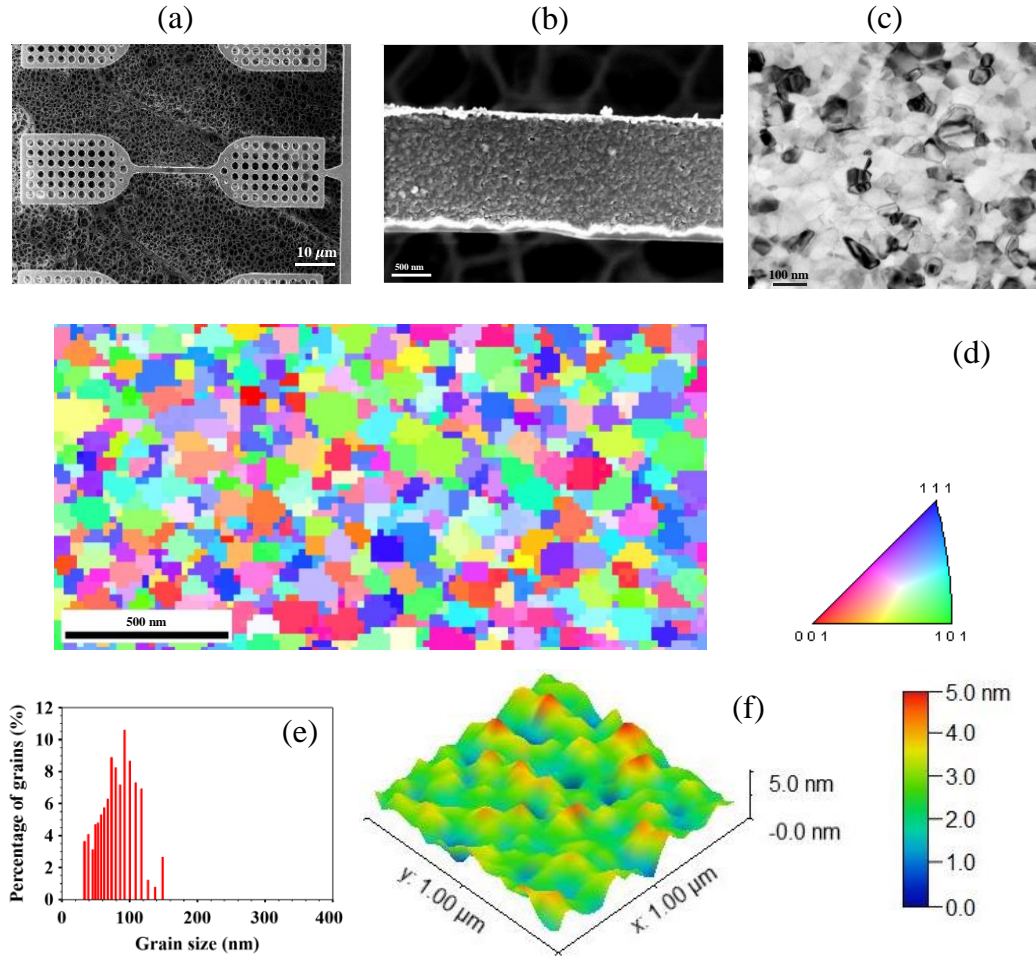 (a)
(b)
(c)
10 µm
500 nm
100 nm
(d)
500 nm
1 1 1
0 0 1
1 0 1
(e)
Percentage of grains (%)
12
10
8
6
4
2
0
0
100
200
300
400
Grain size (nm)
(f)
5.0 nm
-0.0 nm
y: 1.00 µm
x: 1.00 µm
5.0 nm
4.0
3.0
2.0
1.0
0.0